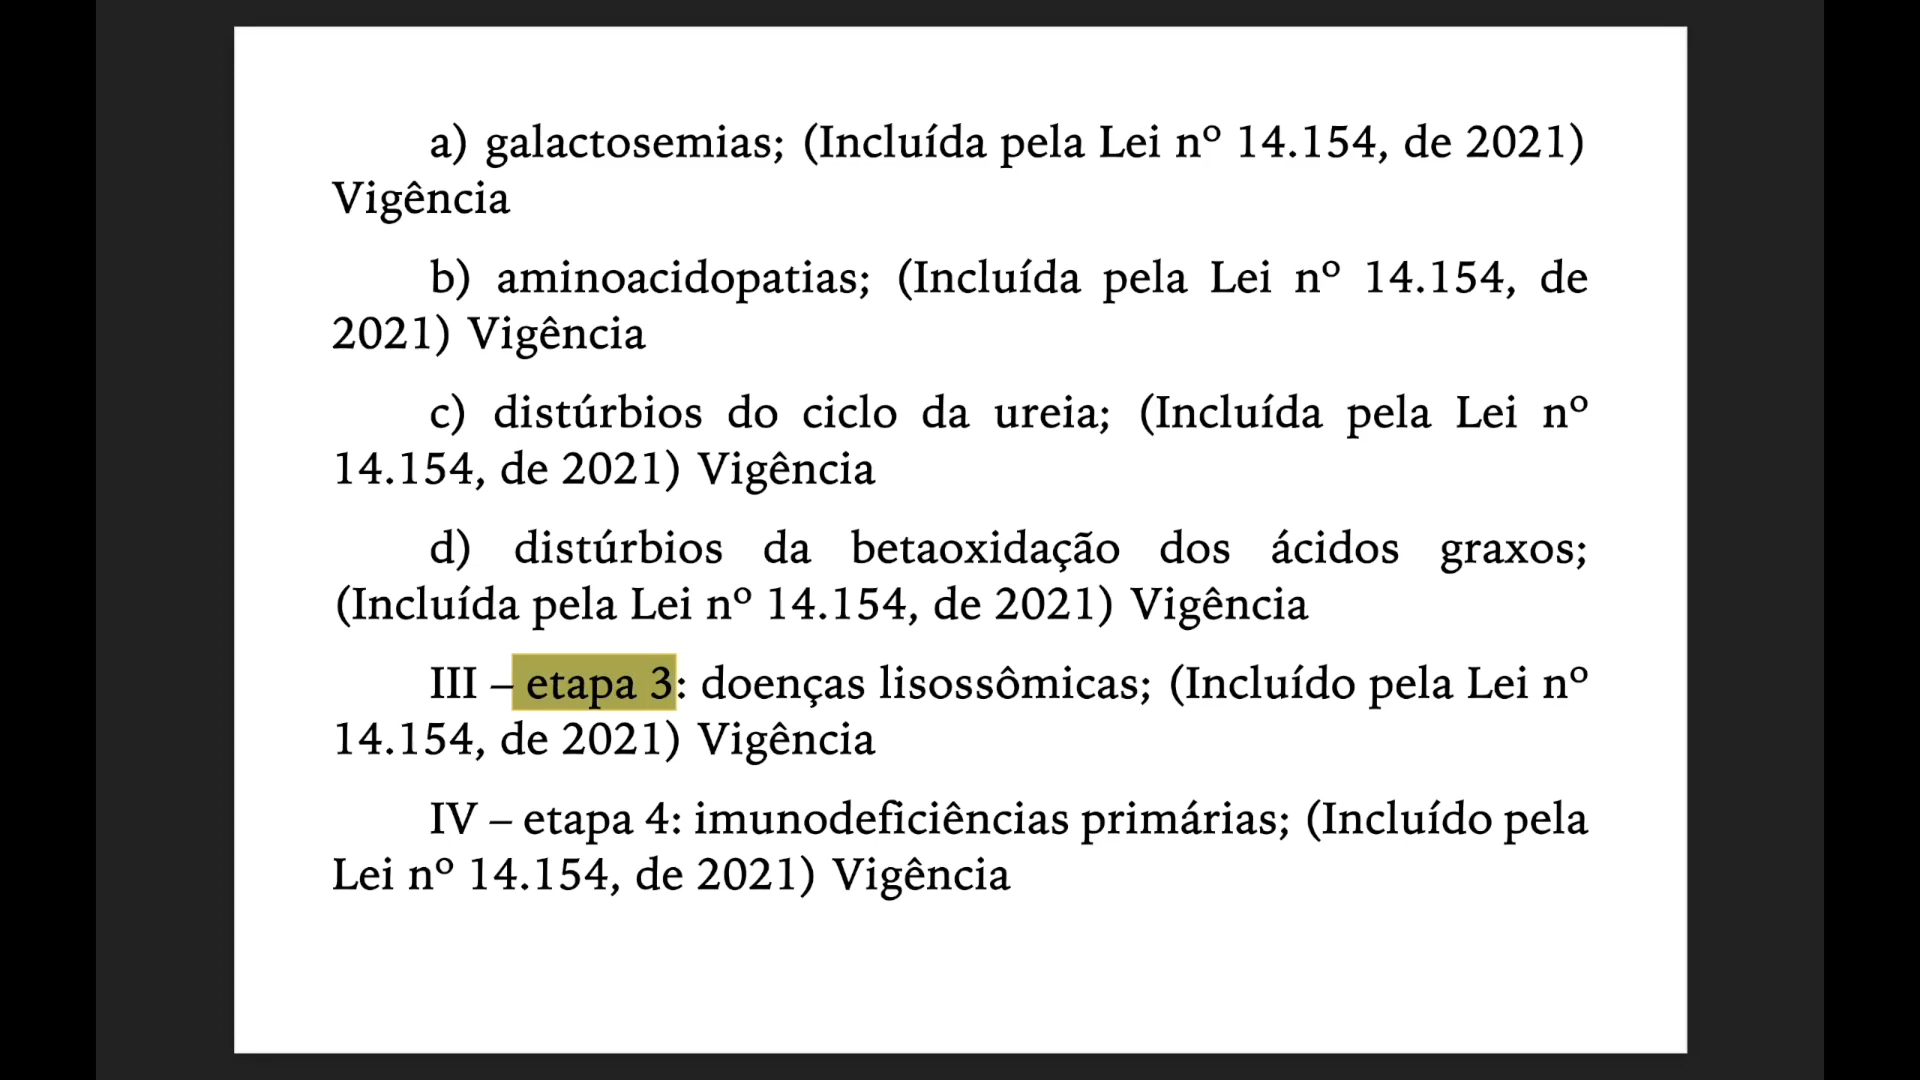 a) galactosemias; (Incluída pela Lei nº 14.154, de 2021)
Vigência
b) aminoacidopatias; (Incluída pela Lei nº 14.154, de
2021) Vigência
c) distúrbios do ciclo da ureia; (Incluída pela Lei nº
14.154, de 2021) Vigência
d) distúrbios da betaoxidação dos ácidos graxos;
(Incluída pela Lei nº 14.154, de 2021) Vigência
III – etapa 3: doenças lisossômicas; (Incluído pela Lei nº
14.154, de 2021) Vigência
IV – etapa 4: imunodeficiências primárias; (Incluído pela
Lei nº 14.154, de 2021) Vigência